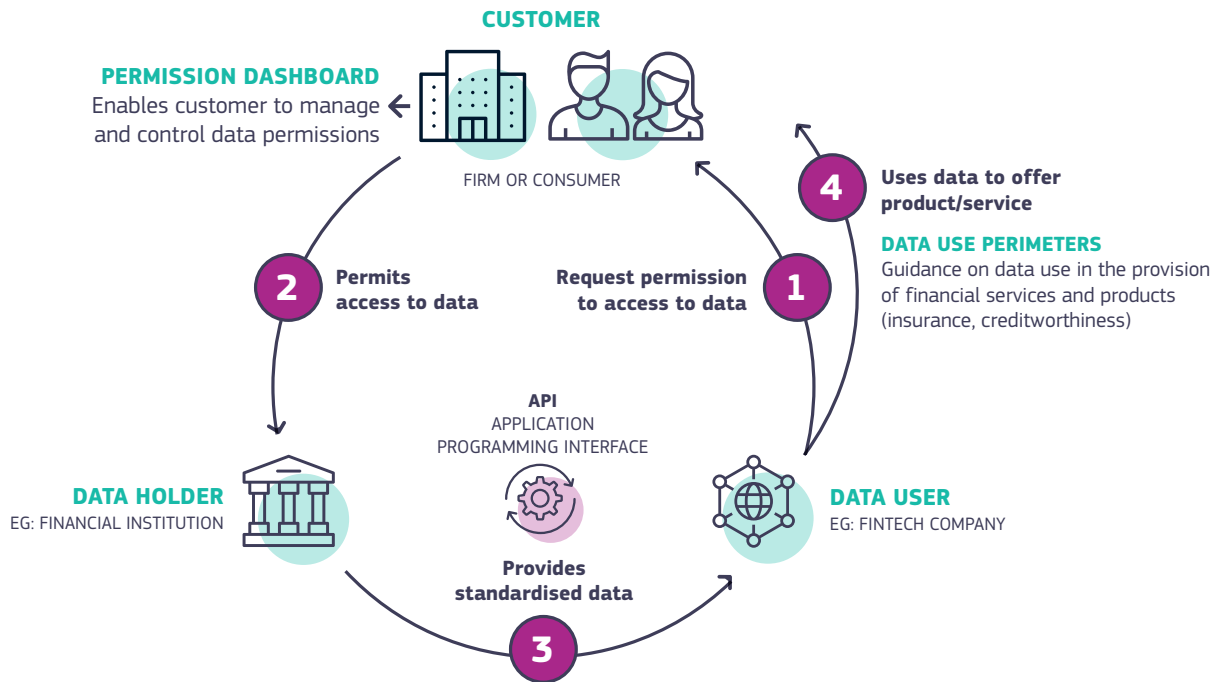 CUSTOMER
PERMISSION DASHBOARD
Enables customer to manage
and control data permissions
FIRM OR CONSUMER
4
Uses data to offer
product/service
DATA USE PERIMETERS
Guidance on data use in the provision
of financial services and products
(insurance, creditworthiness)
2
Permits
access to data
Request permission
to access to data
1
API
APPLICATION
PROGRAMMING INTERFACE
DATA HOLDER
EG: FINANCIAL INSTITUTION
DATA USER
EG: FINTECH COMPANY
Provides
standardised data
3